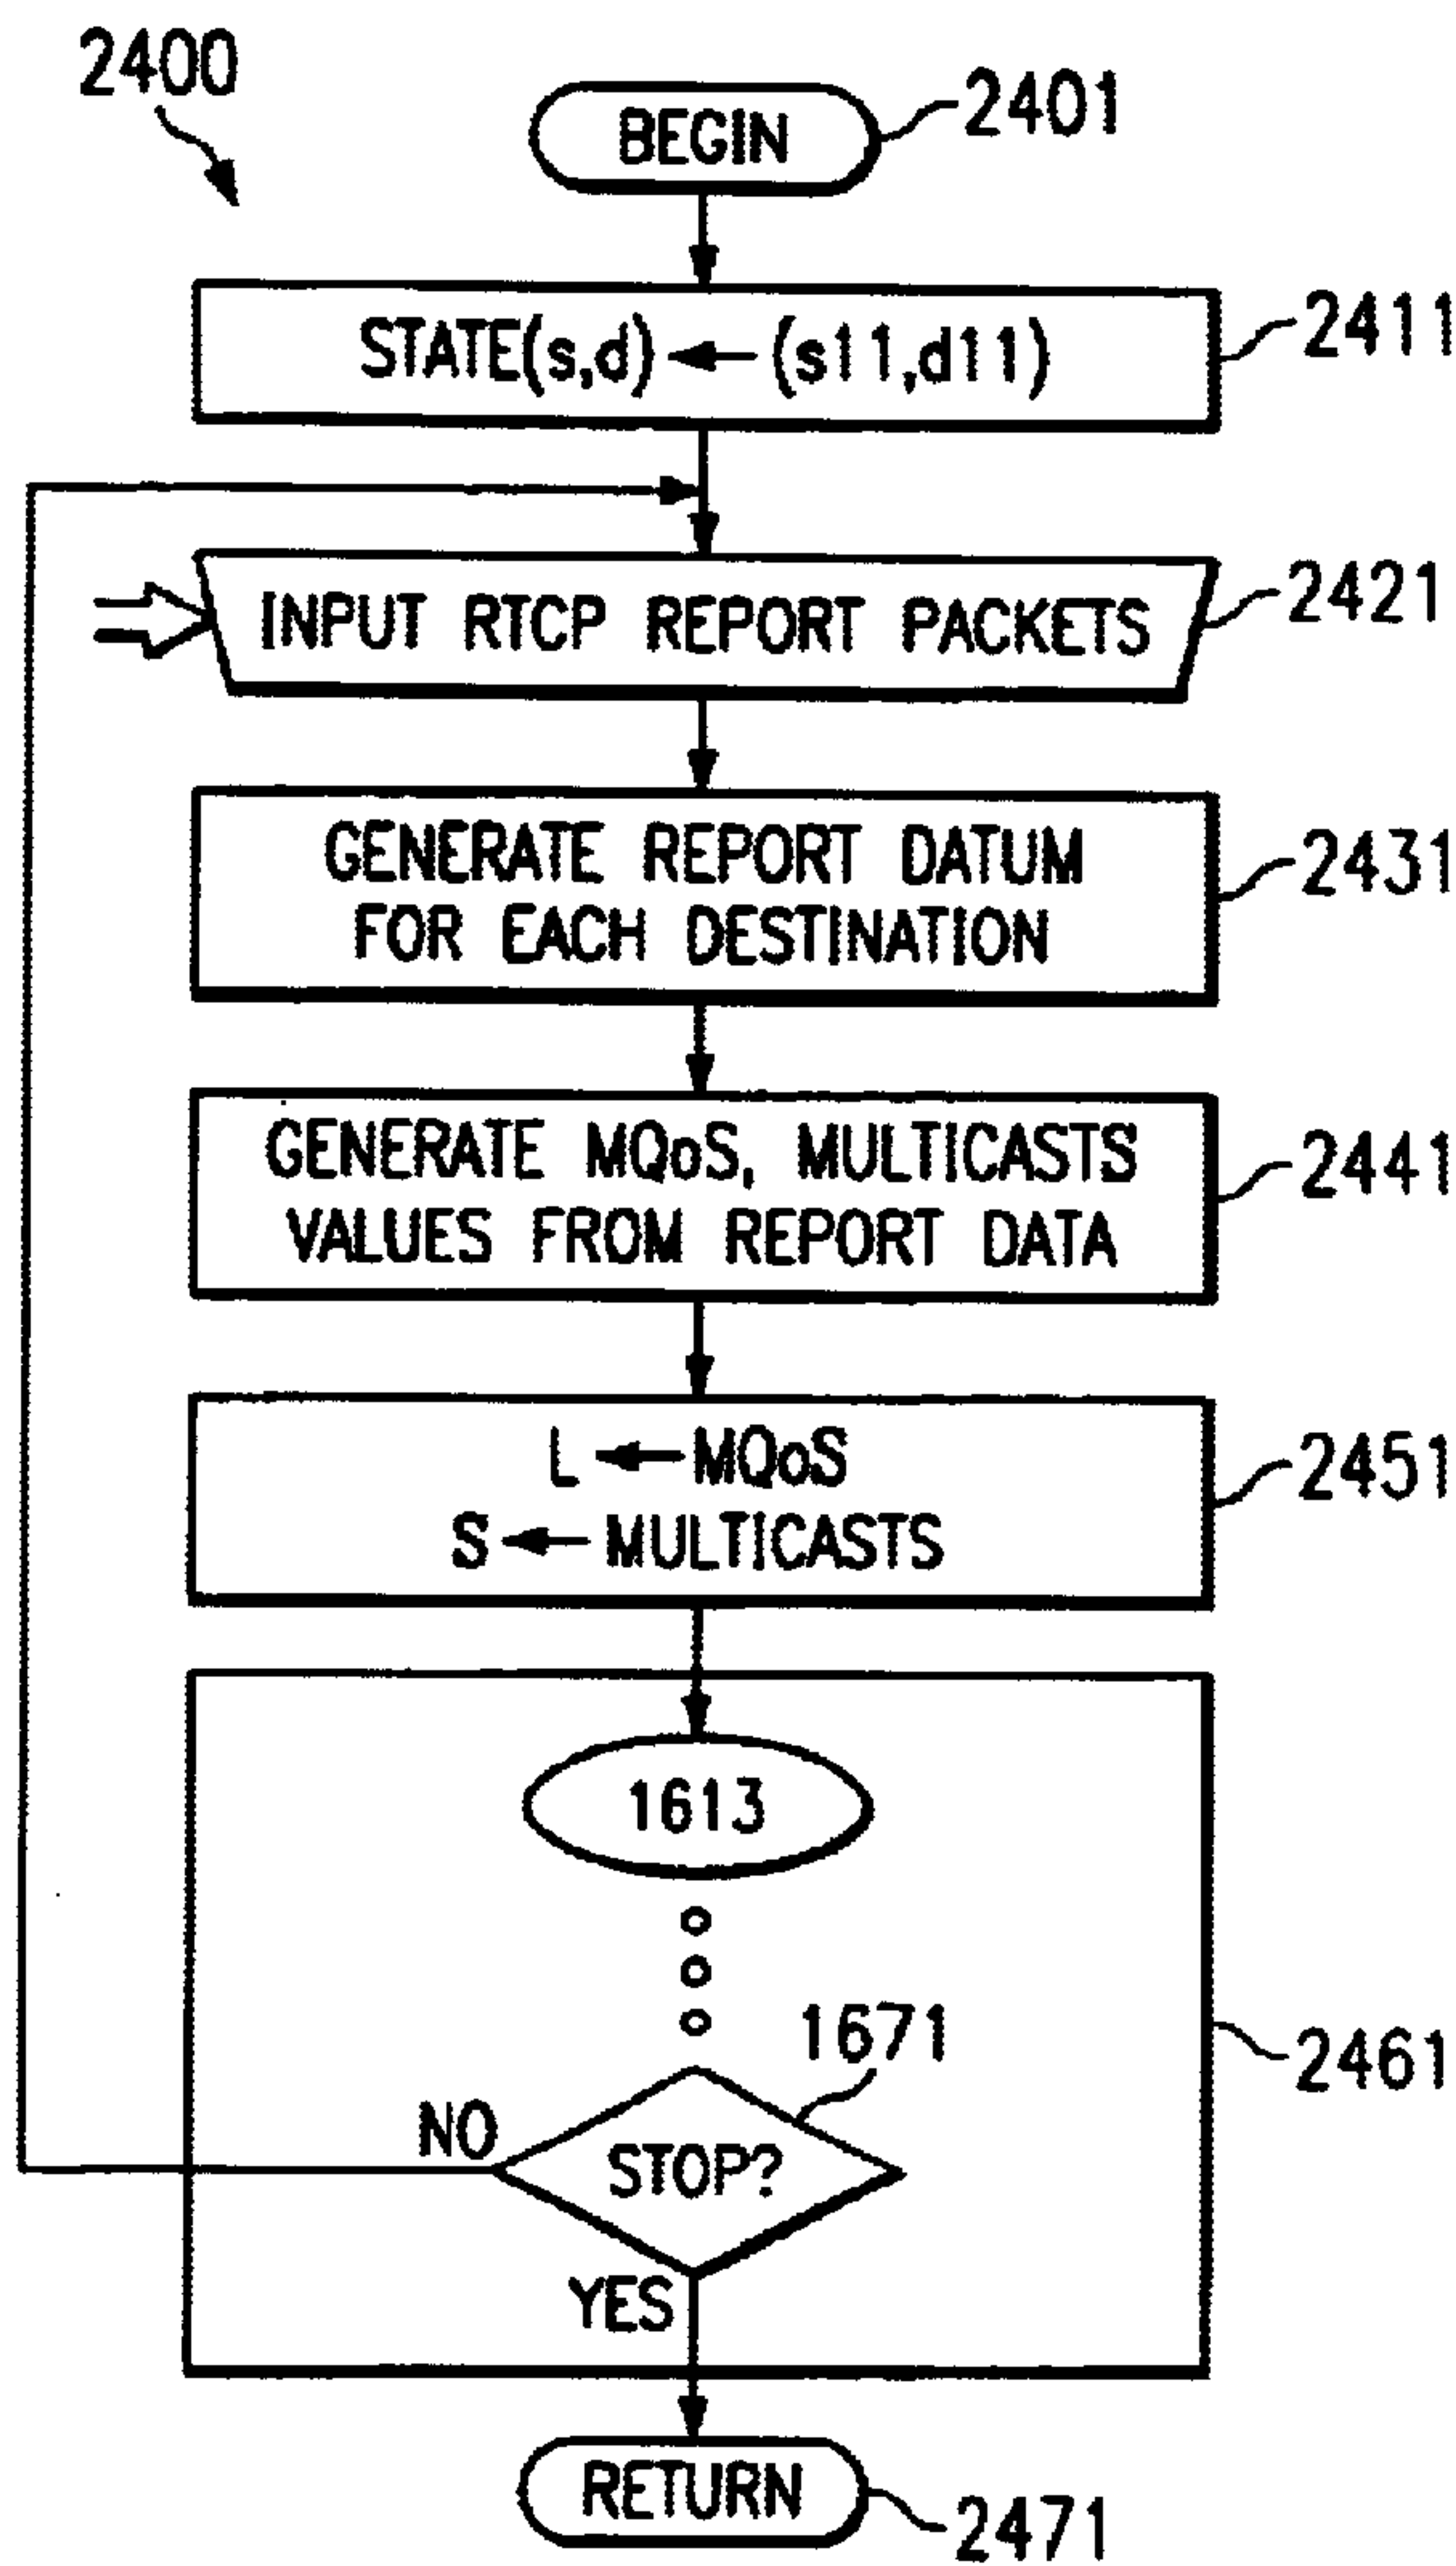 2400
BEGIN
2401
STATE(s,d) ← (s11,d11)
2411
INPUT RTCP REPORT PACKETS
2421
GENERATE REPORT DATUM
FOR EACH DESTINATION
2431
GENERATE MQoS, MULTICASTS
VALUES FROM REPORT DATA
2441
L ← MQoS
S ← MULTICASTS
2451
1613
1671
2461
NO
STOP?
YES
RETURN
2471